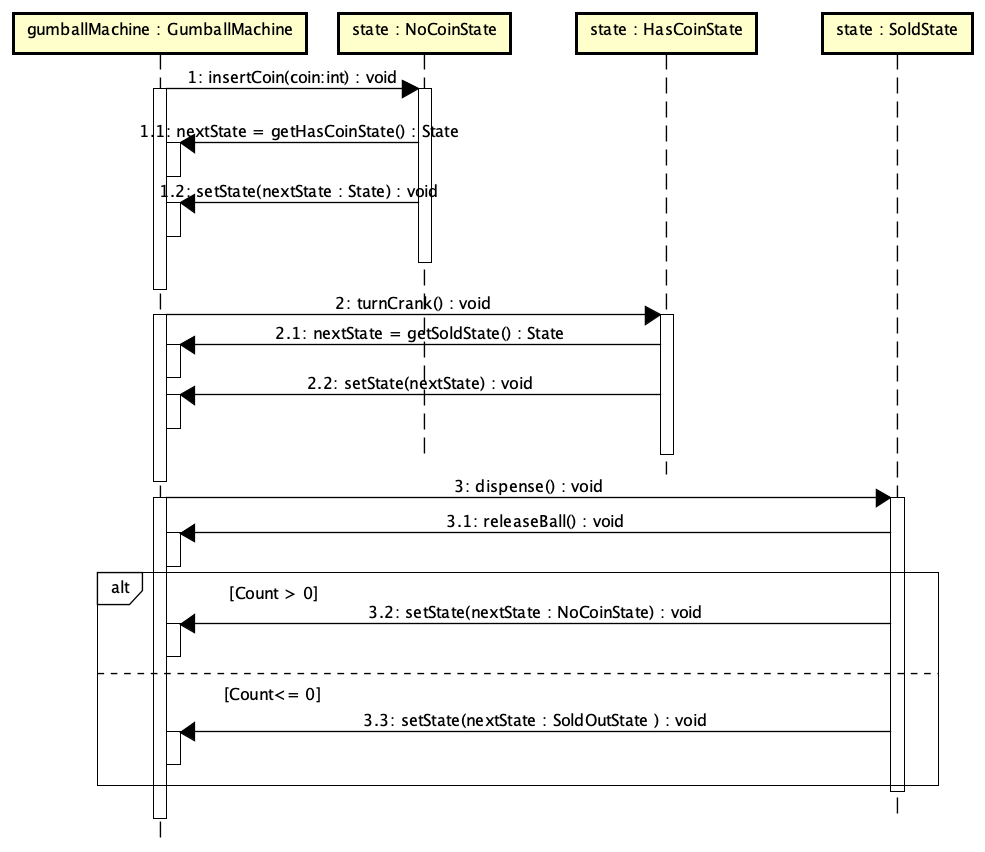 gumballMachine : GumballMachine
state : NoCoinState
state : HasCoinState
state : SoldState
1: insertCoin(coin:int) : void
1.1: nextState = getHasCoinState() : State
1.2: setState(nextState : State) : void
2: turnCrank() : void
2.1: nextState = getSoldState() : State
2.2: setState(nextState) : void
3: dispense() : void
3.1: releaseBall() : void
alt
[Count > 0]
3.2: setState(nextState : NoCoinState) : void
[Count<= 0]
3.3: setState(nextState : SoldOutState ) : void